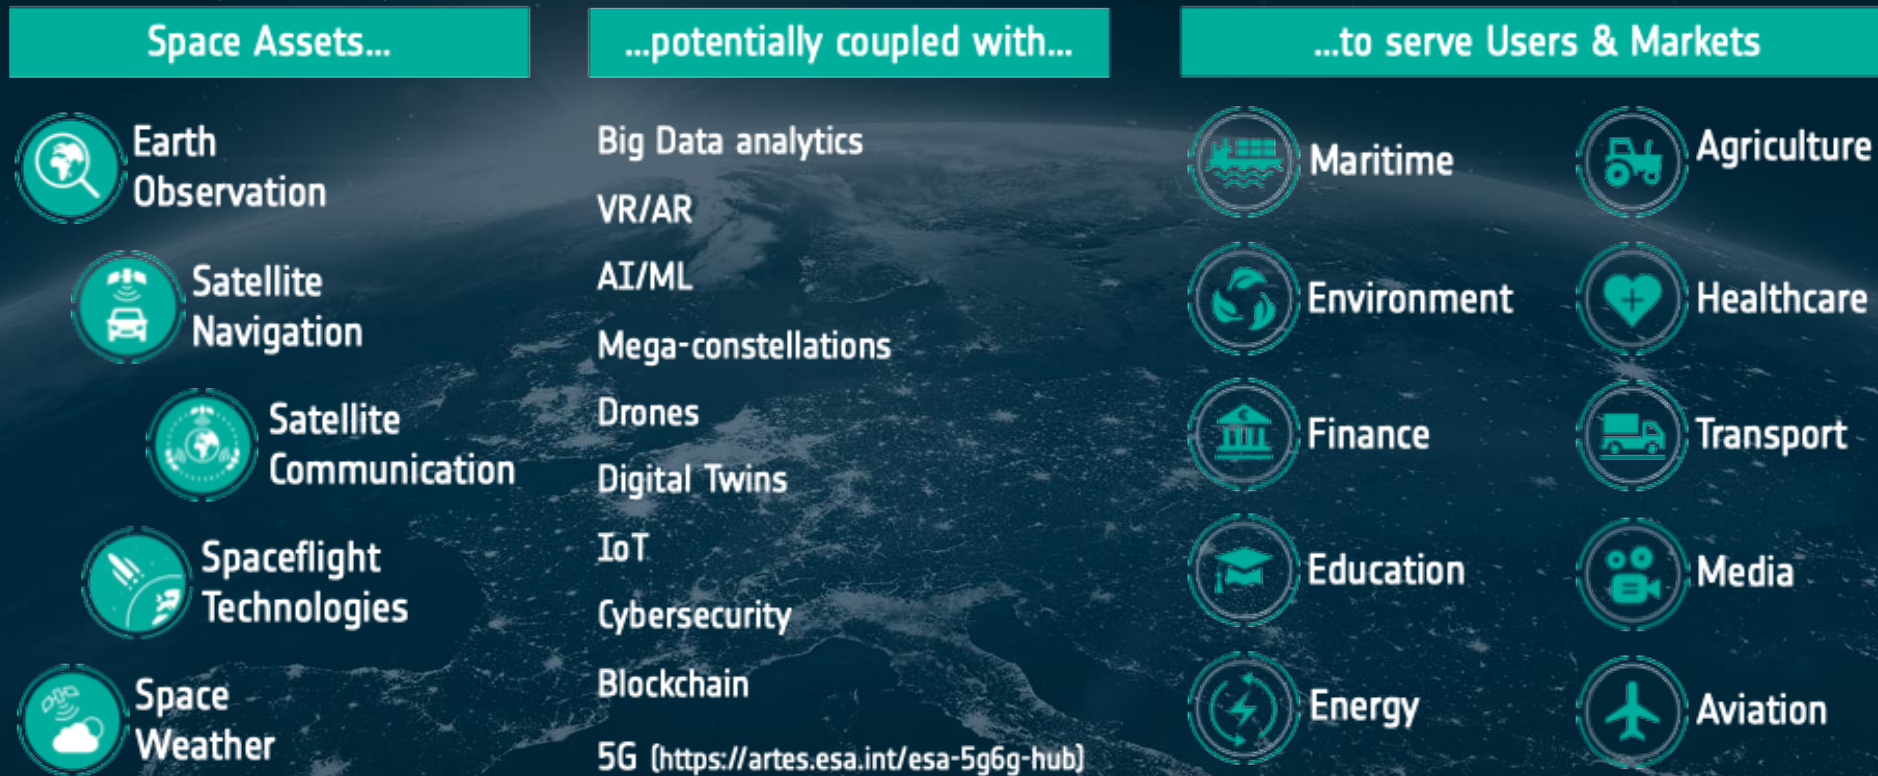 Space Assets...
Earth
Observation
Satellite
Navigation
Satellite
Communication
Spaceflight
Technologies
Space
Weather
...potentially coupled with...
Big Data analytics
VR/AR
AI/ML
Mega-constellations
Drones
Digital Twins
IoT
Cybersecurity
Blockchain
5G (https://artes.esa.int/esa-5g6g-hub)
...to serve Users & Markets
Maritime
Agriculture
Environment
Healthcare
Finance
Transport
Education
Media
Energy
Aviation